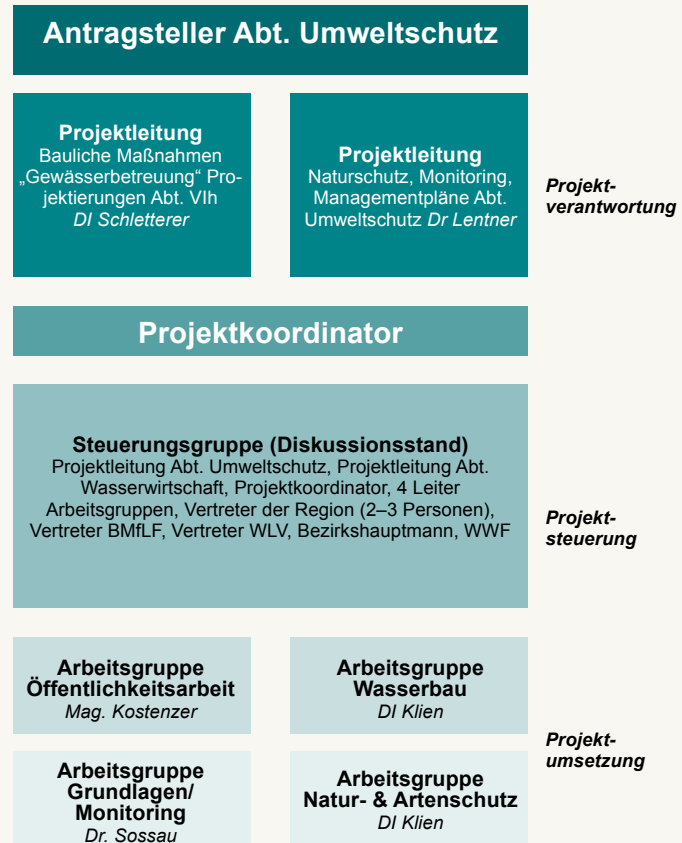 Antragsteller Abt. Umweltschutz
Projektleitung
Bauliche Maßnahmen
„Gewässerbetreuung“ Pro-
jektierungen Abt. VIh
DI Schletterer
Projektleitung
Naturschutz, Monitoring,
Managementpläne Abt.
Umweltschutz Dr Lentner
Projekt-
verantwortung
Projektkoordinator
Steuerungsgruppe (Diskussionsstand)
Projektleitung Abt. Umweltschutz, Projektleitung Abt.
Wasserwirtschaft, Projektkoordinator, 4 Leiter
Arbeitsgruppen, Vertreter der Region (2–3 Personen),
Vertreter BMfLF, Vertreter WLV, Bezirkshauptmann, WWF
Projekt-
steuerung
Arbeitsgruppe
Öffentlichkeitsarbeit
Mag. Kostenzer
Arbeitsgruppe
Wasserbau
DI Klien
Arbeitsgruppe
Grundlagen/
Monitoring
Dr. Sossau
Arbeitsgruppe
Natur- & Artenschutz
DI Klien
Projekt-
umsetzung